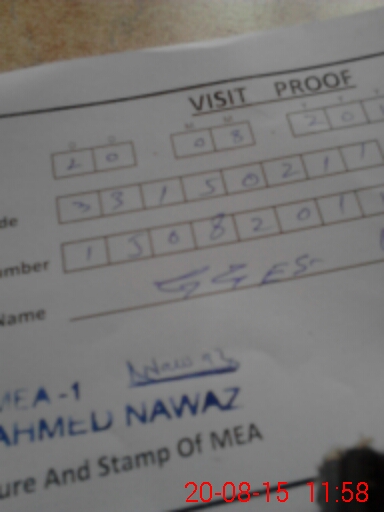 VISIT PROOF
D D M M Y Y
2 0 0 8 2 0
de 3 3 1 5 0 2 1 1
umber 1 5 0 8 2 0 1
Name
MEA-1
AHMED NAWAZ
ure And Stamp Of MEA
20-08-15 11:58